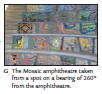 G The Mosaic amphitheatre taken
from a spot on a bearing of 260°
from the amphitheatre.